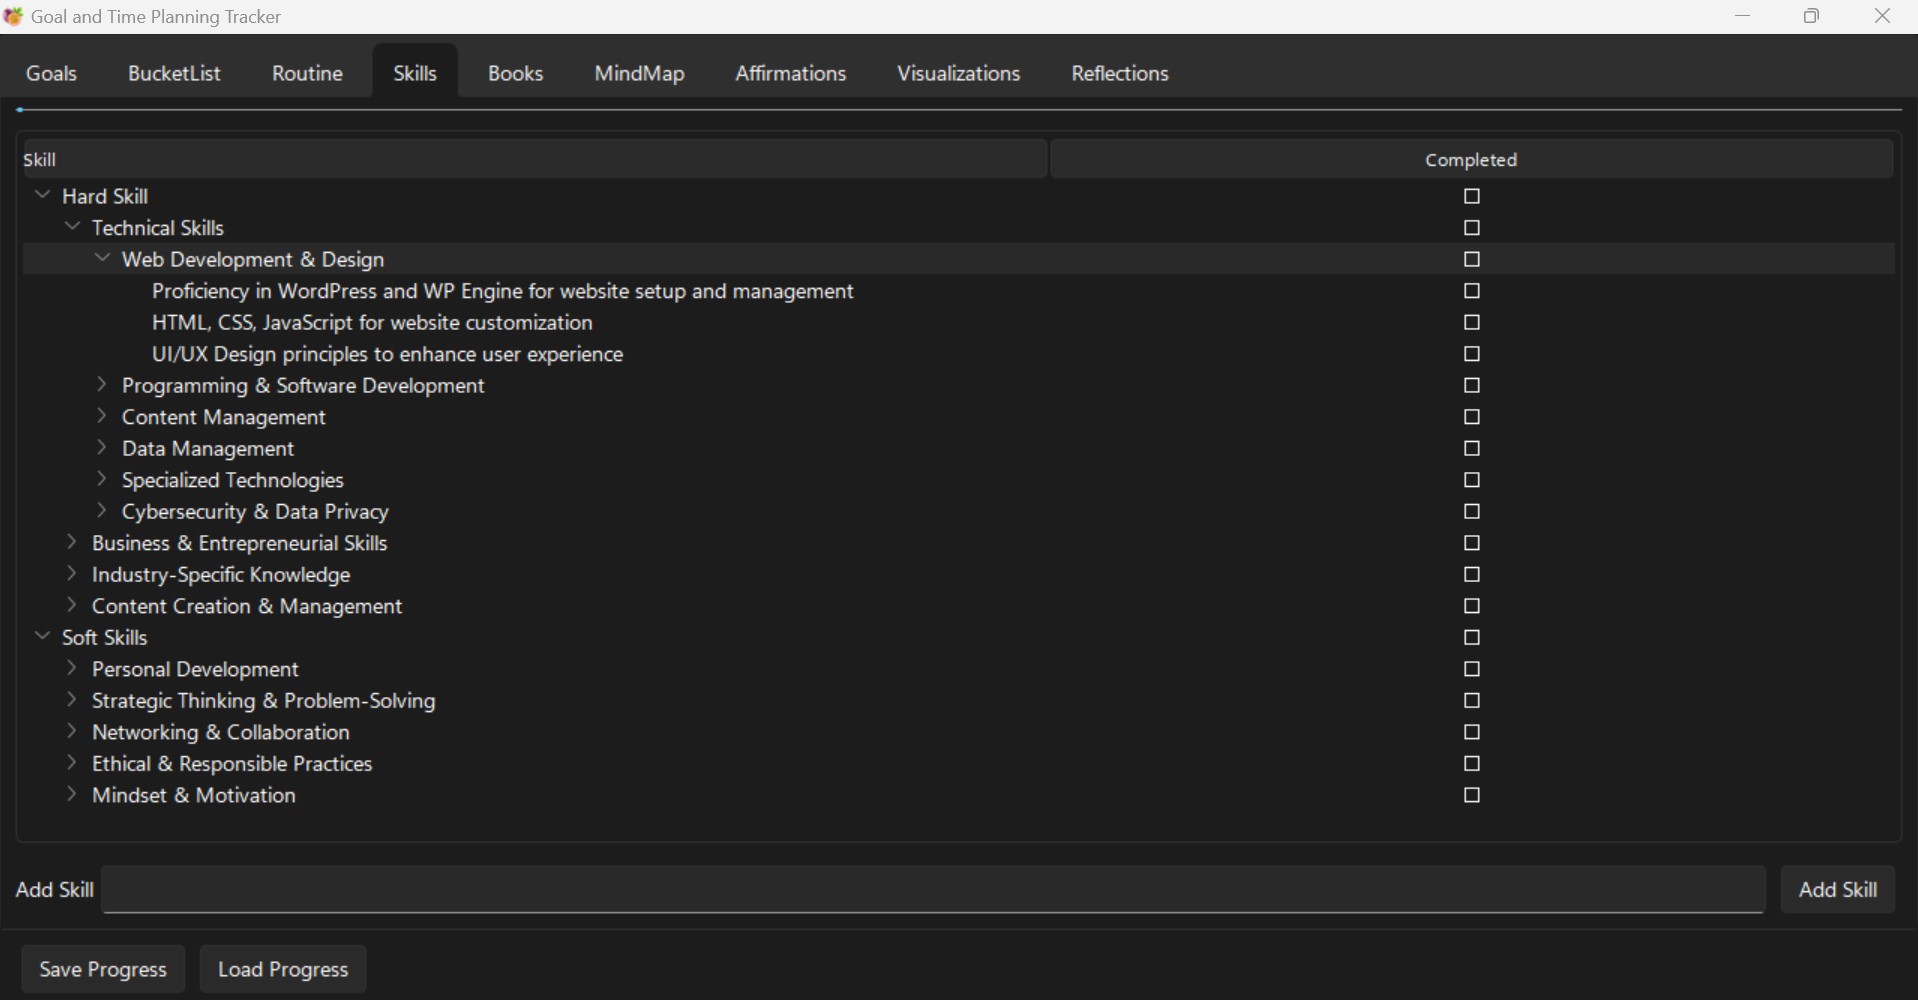 Goal and Time Planning Tracker
Goals BucketList Routine Skills Books MindMap Affirmations Visualizations Reflections
Skill Completed
Hard Skill
Technical Skills
Web Development & Design
Proficiency in WordPress and WP Engine for website setup and management
HTML, CSS, JavaScript for website customization
UI/UX Design principles to enhance user experience
Programming & Software Development
Content Management
Data Management
Specialized Technologies
Cybersecurity & Data Privacy
Business & Entrepreneurial Skills
Industry-Specific Knowledge
Content Creation & Management
Soft Skills
Personal Development
Strategic Thinking & Problem-Solving
Networking & Collaboration
Ethical & Responsible Practices
Mindset & Motivation
Add Skill Add Skill
Save Progress Load Progress